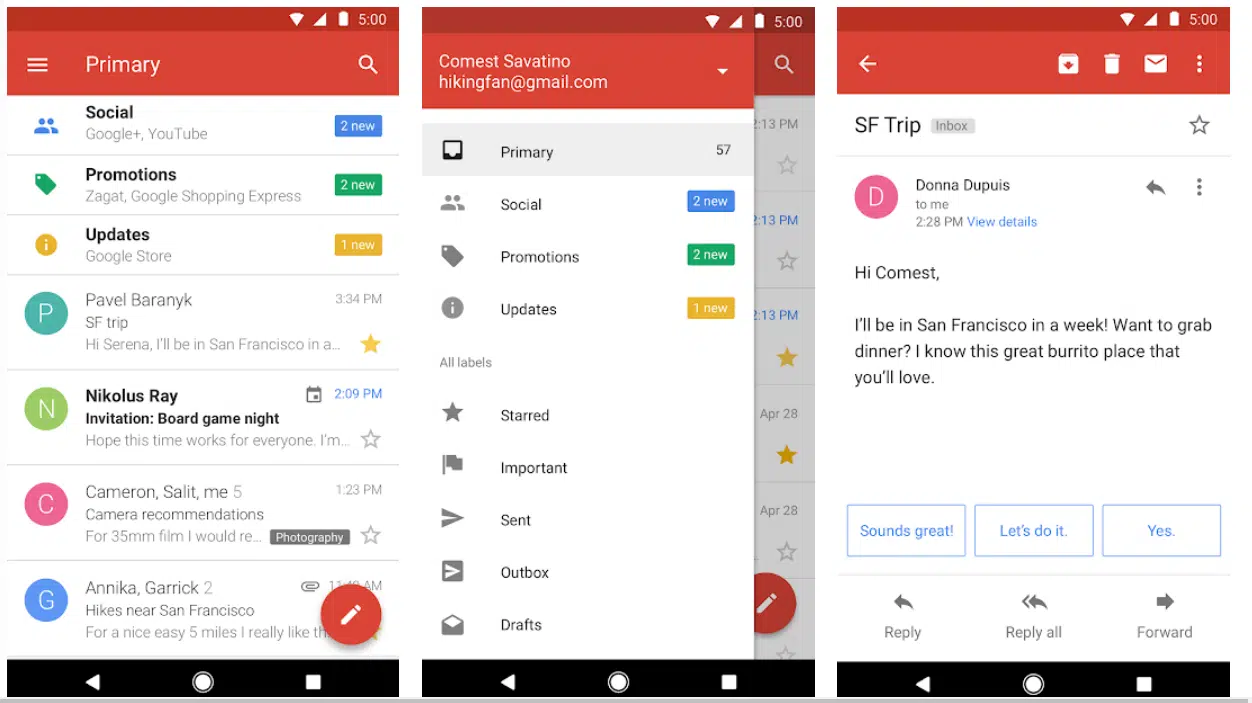 5:00
Primary
Social
Google+, YouTube
2 new
Promotions
Zagat, Google Shopping Express
2 new
Updates
Google Store
1 new
P
Pavel Baranyk
3:34 PM
SF trip
Hi Serena, I'll be in San Francisco in a...
N
Nikolus Ray
2:09 PM
Invitation: Board game night
Hope this time works for everyone. I'm...
C
Cameron, Salit, me 5
1:23 PM
Camera recommendations
For 35mm film I would re...
Photography
G
Annika, Garrick 2
AM
Hikes near San Francisco
For a nice easy 5 miles I really like th
5:00
Comest Savatino
hikingfan@gmail.com
Primary
57
Social
2 new
Promotions
2 new
Updates
1 new
All labels
Starred
Important
Sent
Outbox
Drafts
2:13 PM
2:13 PM
2:13 PM
Apr 28
Apr 28
5:00
SF Trip
Inbox
D
Donna Dupuis
to me
2:28 PM View details
Hi Comest,
I'll be in San Francisco in a week! Want to grab
dinner? I know this great burrito place that
you'll love.
Sounds great!
Let's do it.
Yes.
Reply
Reply all
Forward